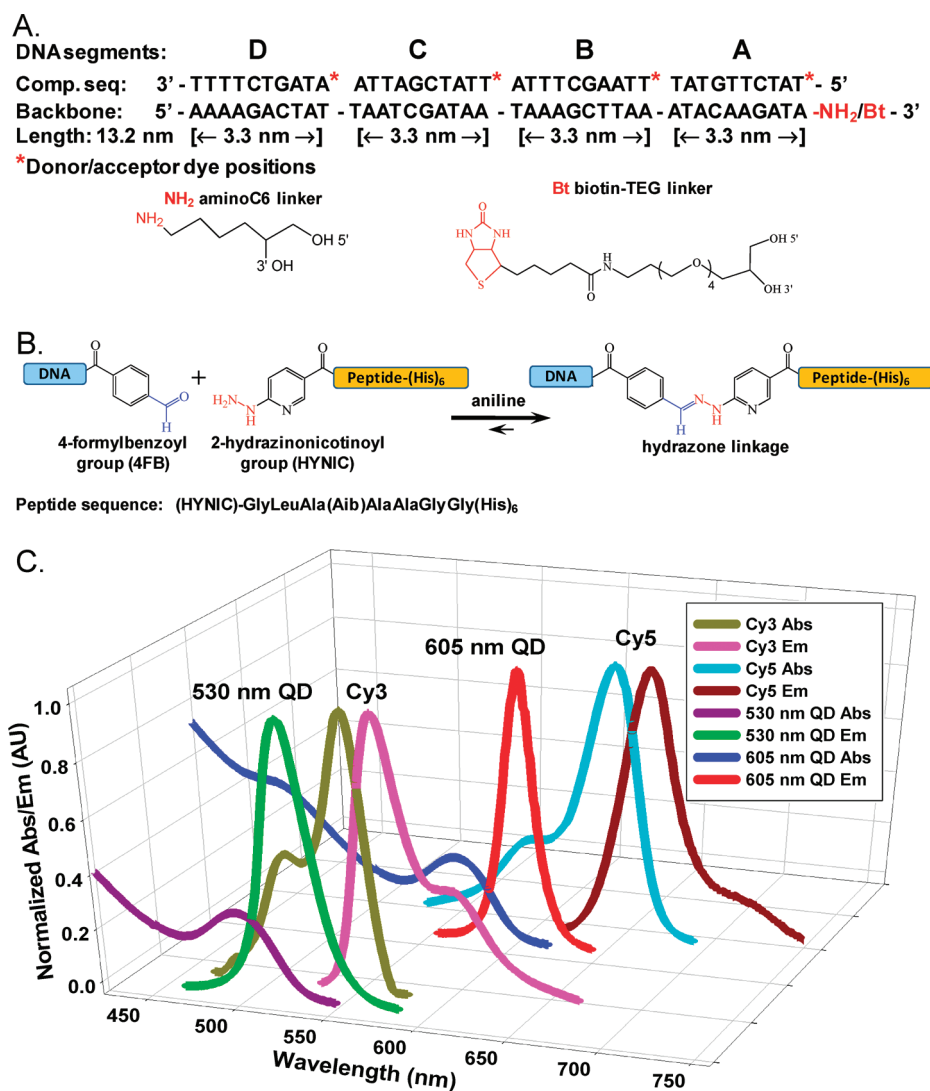 A.
DNA segments: D C B A
Comp. seq: 3' - TTTTCTGATA* ATTAGCTATT* ATTTCGAATT* TATGTTCTAT* - 5'
Backbone: 5' - AAAAGACTAT - TAATCGATAA - TAAAGCTTAA - ATACAAGATA -NH2/Bt - 3'
Length: 13.2 nm [← 3.3 nm →] [← 3.3 nm →] [← 3.3 nm →] [← 3.3 nm →]
*Donor/acceptor dye positions
NH2 aminoC6 linker
Bt biotin-TEG linker
NH2
OH 5'
3' OH
O
HN NH
S
O
H
N
O
4
OH 5'
OH 3'
B.
DNA
O
O
H
+
H2N
N
H
N
O
Peptide-(His)6
aniline
DNA
O
H
N
N
H
N
O
Peptide-(His)6
4-formylbenzoyl
group (4FB)
2-hydrazinonicotinoyl
group (HYNIC)
hydrazone linkage
Peptide sequence: (HYNIC)-GlyLeuAla(Aib)AlaAlaGlyGly(His)6
C.
530 nm QD
Cy3
605 nm QD
Cy5
Cy3 Abs
Cy3 Em
Cy5 Abs
Cy5 Em
530 nm QD Abs
530 nm QD Em
605 nm QD Abs
605 nm QD Em
Normalized Abs/Em (AU)
1.0
0.8
0.6
0.4
0.2
0.0
450 500 550 600 650 700 750
Wavelength (nm)